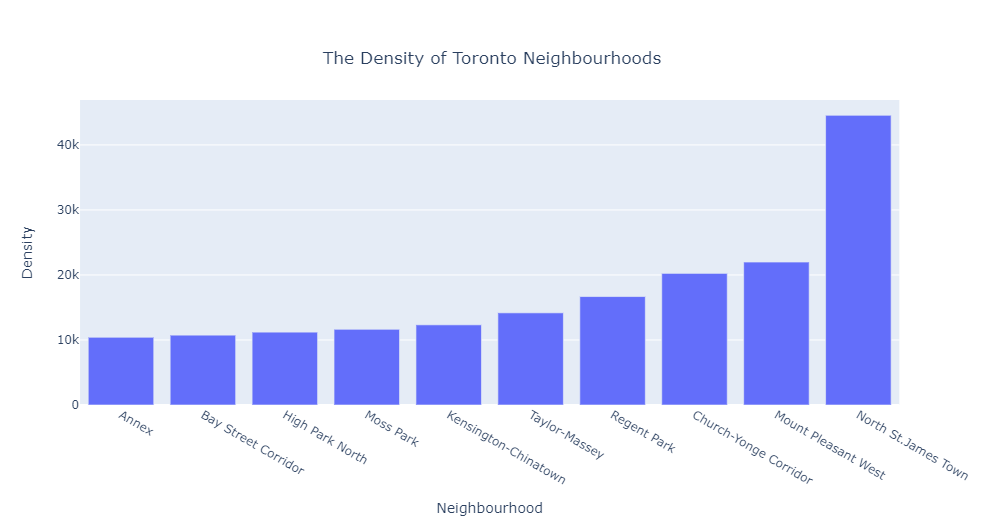 The Density of Toronto Neighbourhoods
Density
40k
30k
20k
10k
0
Annex
Bay Street Corridor
High Park North
Moss Park
Kensington-Chinatown
Taylor-Massey
Regent Park
Church-Yonge Corridor
Mount Pleasant West
North St.James Town
Neighbourhood